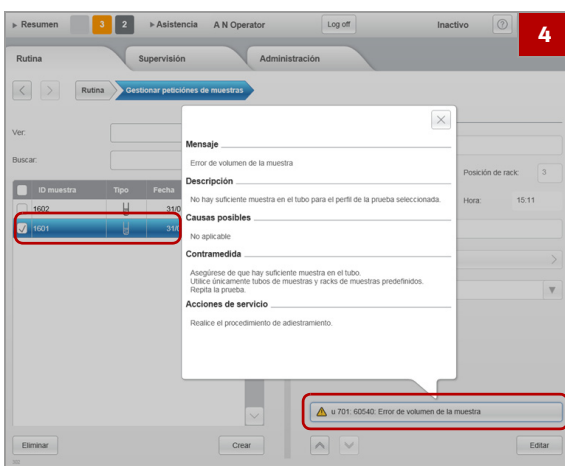 Resumen 3 2 Asistencia A N Operator Log off Inactivo ? 4
Rutina Supervisión Administración
Rutina Gestionar peticiónes de muestras
Ver:
Buscar:
ID muestra Tipo Fecha
1602 31/0
1601 31/0
Posición de rack: 3
Hora: 15:11
Mensaje
Error de volumen de la muestra
Descripción
No hay suficiente muestra en el tubo para el perfil de la prueba seleccionada.
Causas posibles
No aplicable
Contramedida
Asegúrese de que hay suficiente muestra en el tubo.
Utilice únicamente tubos de muestras y racks de muestras predefinidos.
Repita la prueba.
Acciones de servicio
Realice el procedimiento de adiestramiento.
u 701: 60540: Error de volumen de la muestra
Eliminar Crear Editar